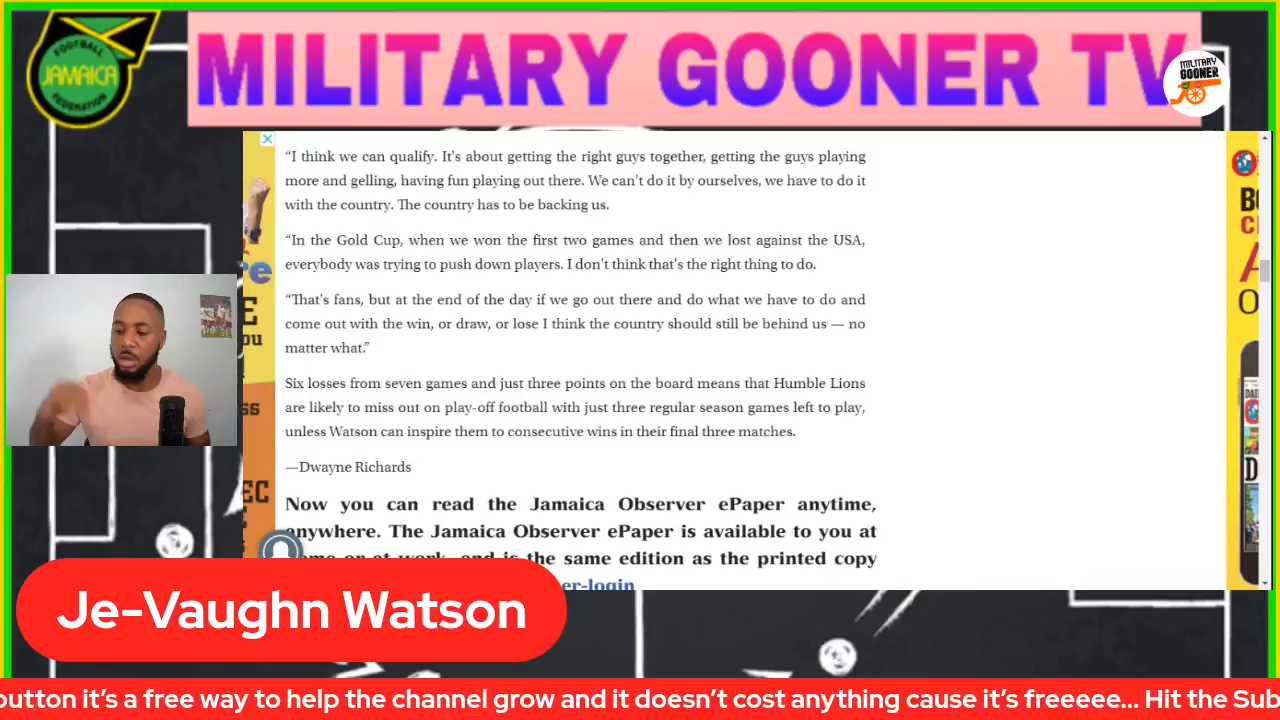 FOOTBALL
JAMAICA
FEDERATION
MILITARY GOONER TV
MILITARY
GOONER
“I think we can qualify. It's about getting the right guys together, getting the guys playing
more and gelling, having fun playing out there. We can't do it by ourselves, we have to do it
with the country. The country has to be backing us.
“In the Gold Cup, when we won the first two games and then we lost against the USA,
everybody was trying to push down players. I don't think that's the right thing to do.
“That's fans, but at the end of the day if we go out there and do what we have to do and
come out with the win, or draw, or lose I think the country should still be behind us — no
matter what.”
Six losses from seven games and just three points on the board means that Humble Lions
are likely to miss out on play-off football with just three regular season games left to play,
unless Watson can inspire them to consecutive wins in their final three matches.
—Dwayne Richards
Now you can read the Jamaica Observer ePaper anytime,
anywhere. The Jamaica Observer ePaper is available to you at
home or at work, and is the same edition as the printed copy
er-login
Je-Vaughn Watson
button it’s a free way to help the channel grow and it doesn’t cost anything cause it’s freeeee... Hit the Sub